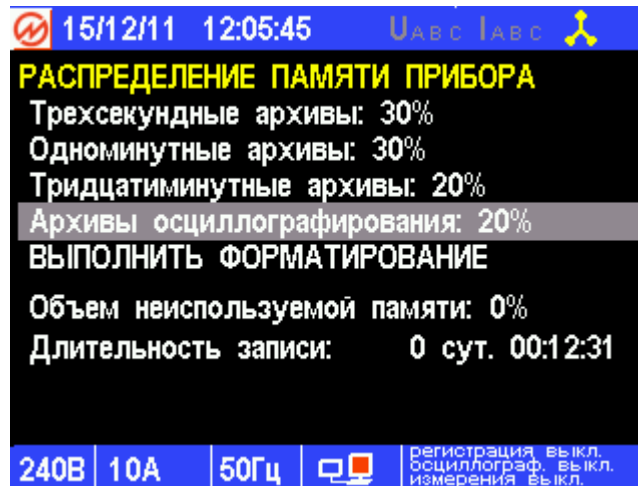 15/12/11 12:05:45 UABC IABC
РАСПРЕДЕЛЕНИЕ ПАМЯТИ ПРИБОРА
Трехсекундные архивы: 30%
Одноминутные архивы: 30%
Тридцатиминутные архивы: 20%
Архивы осциллографирования: 20%
ВЫПОЛНИТЬ ФОРМАТИРОВАНИЕ
Объем неиспользуемой памяти: 0%
Длительность записи: 0 сут. 00:12:31
240В 10А 50Гц
регистрация выкл.
осциллограф. выкл.
измерения выкл.